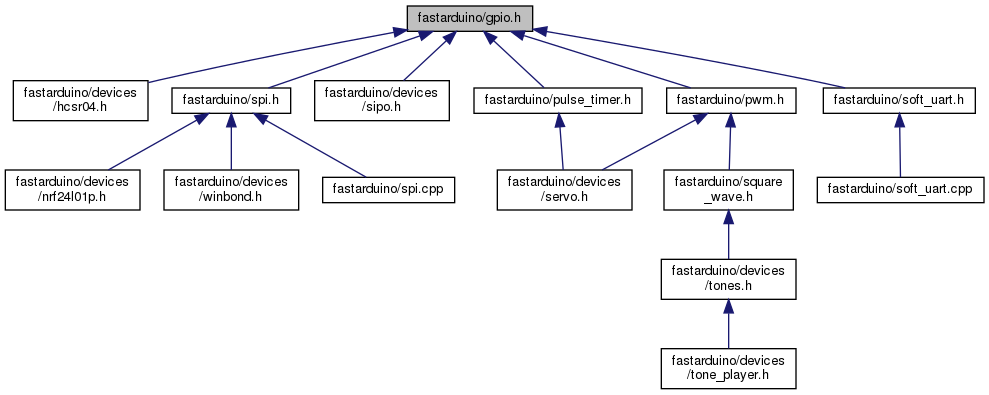 fastarduino/gpio.h
fastarduino/devices
/hcsr04.h
fastarduino/spi.h
fastarduino/devices
/sipo.h
fastarduino/pulse_timer.h
fastarduino/pwm.h
fastarduino/soft_uart.h
fastarduino/devices
/nrf24l01p.h
fastarduino/devices
/winbond.h
fastarduino/spi.cpp
fastarduino/devices
/servo.h
fastarduino/square
_wave.h
fastarduino/soft_uart.cpp
fastarduino/devices
/tones.h
fastarduino/devices
/tone_player.h